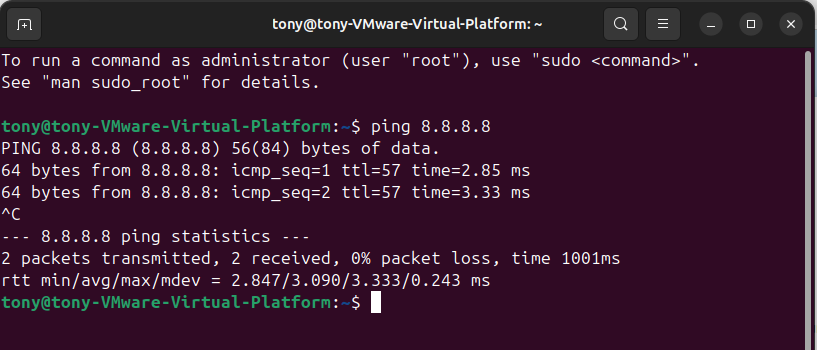 tony@tony-VMware-Virtual-Platform: ~
To run a command as administrator (user "root"), use "sudo <command>".
See "man sudo_root" for details.
tony@tony-VMware-Virtual-Platform:~$ ping 8.8.8.8
PING 8.8.8.8 (8.8.8.8) 56(84) bytes of data.
64 bytes from 8.8.8.8: icmp_seq=1 ttl=57 time=2.85 ms
64 bytes from 8.8.8.8: icmp_seq=2 ttl=57 time=3.33 ms
^C
--- 8.8.8.8 ping statistics ---
2 packets transmitted, 2 received, 0% packet loss, time 1001ms
rtt min/avg/max/mdev = 2.847/3.090/3.333/0.243 ms
tony@tony-VMware-Virtual-Platform:~$